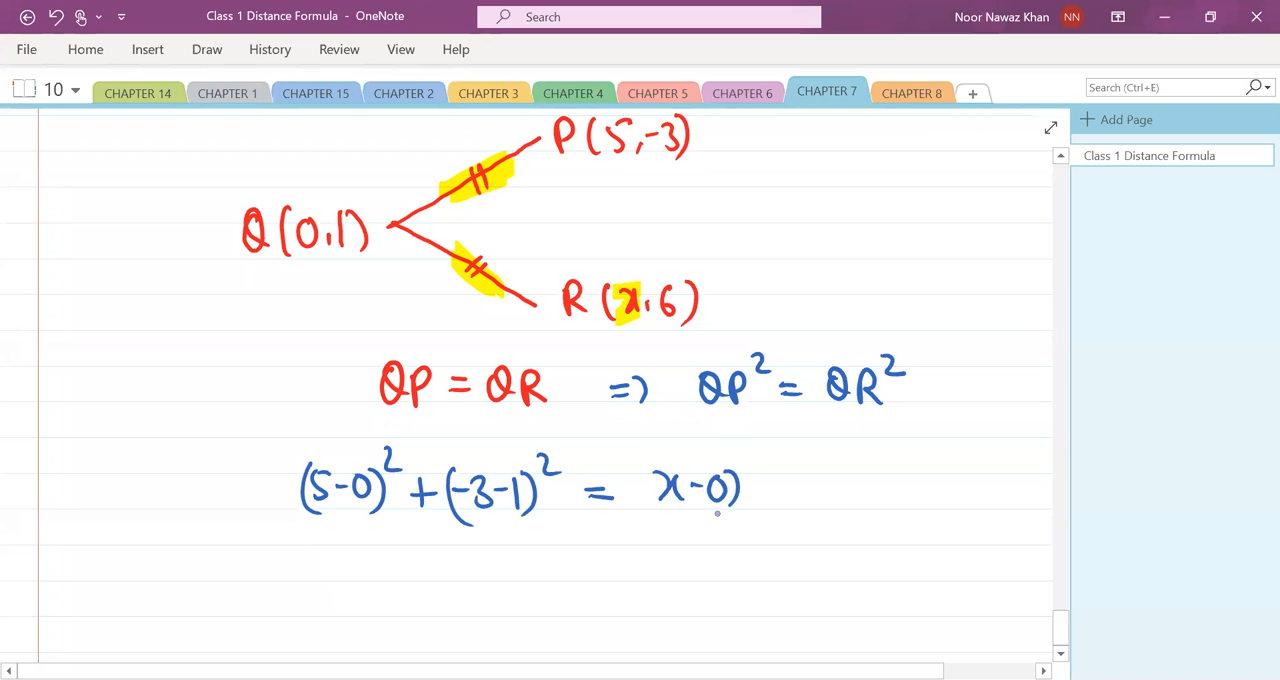 Class 1 Distance Formula - OneNote
Search
Noor Nawaz Khan NN
File Home Insert Draw History Review View Help
10 CHAPTER 14 CHAPTER 1 CHAPTER 15 CHAPTER 2 CHAPTER 3 CHAPTER 4 CHAPTER 5 CHAPTER 6 CHAPTER 7 CHAPTER 8
Search (Ctrl+E)
Add Page
Class 1 Distance Formula
P(5,-3)
Q(0,1)
R(x,6)
QP = QR => QP² = QR²
(5-0)² + (-3-1)² = x-0)